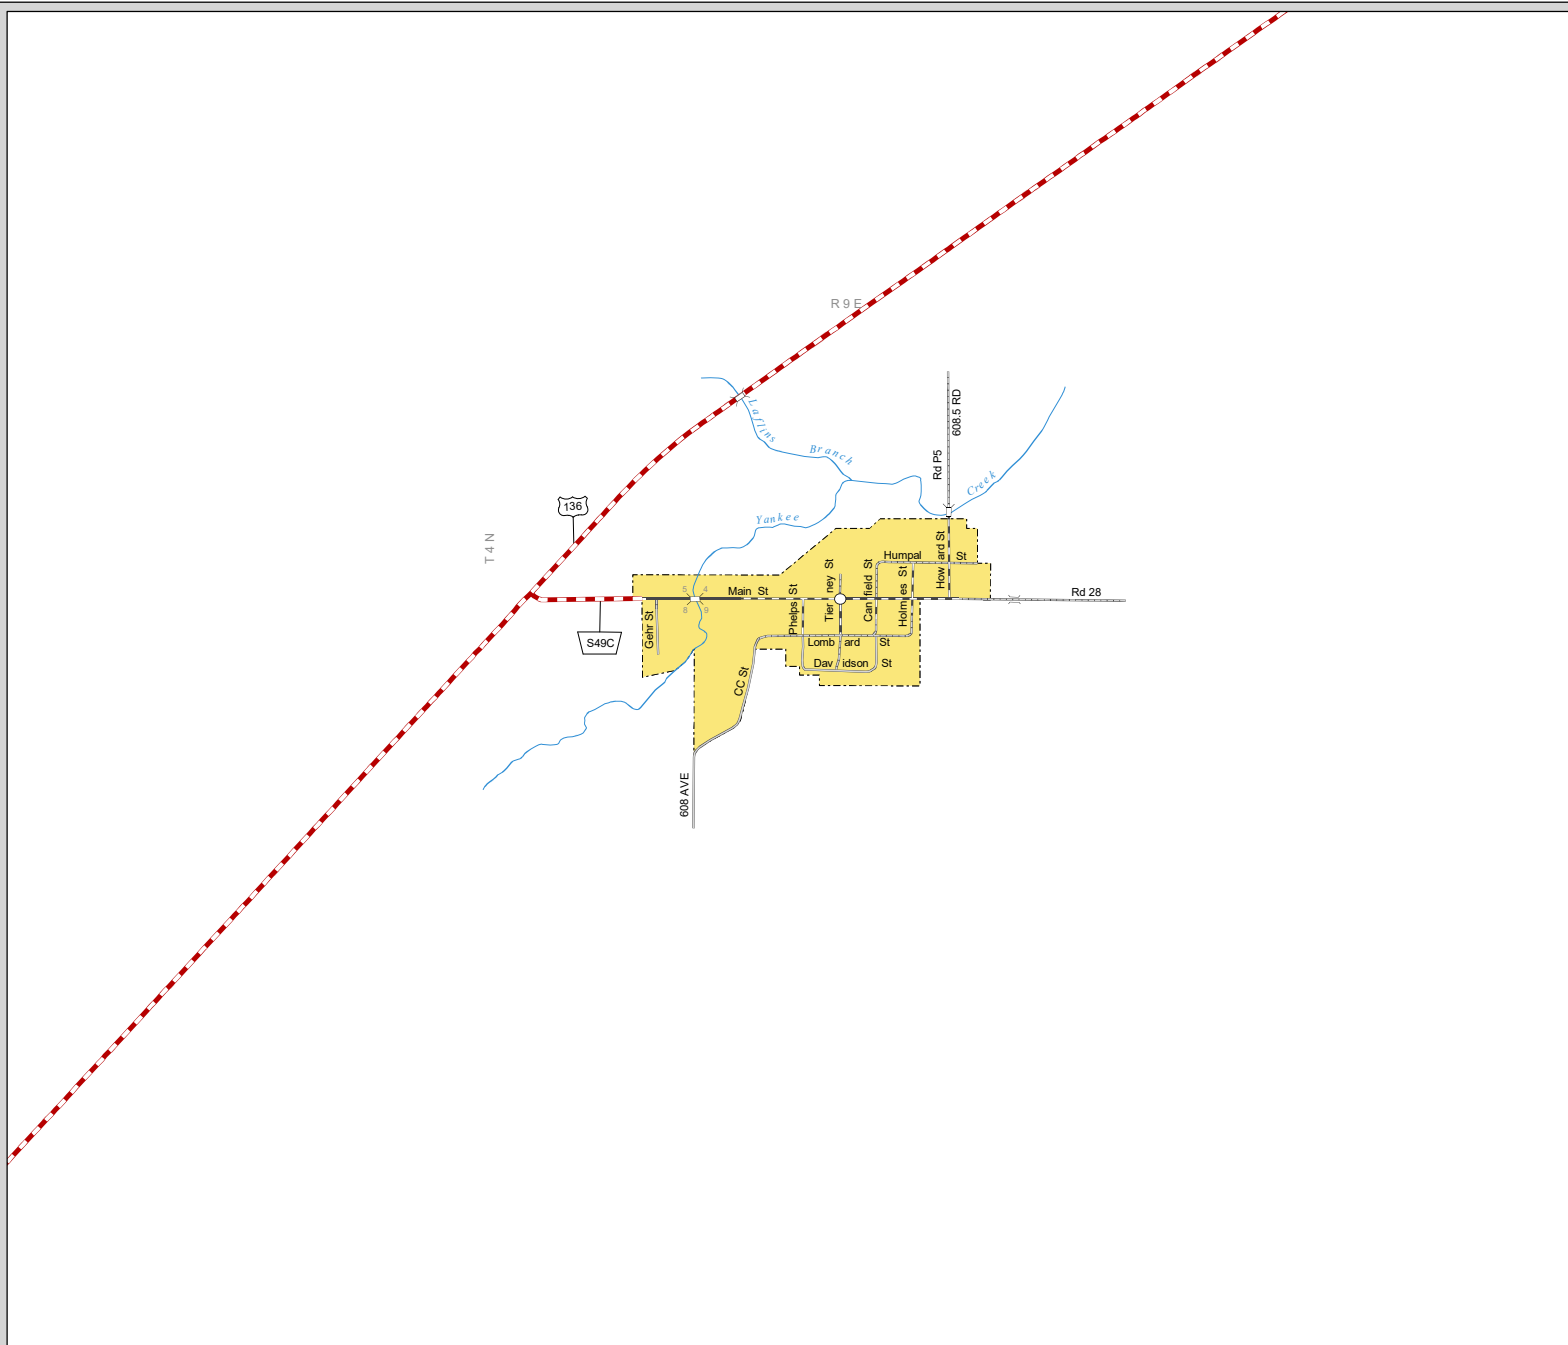 R 9 E
608.5 RD
Laflins
Rd P5
Branch
Creek
136
Yankee
T 4 N
Humpal St
Howard St
Tierney St
Canfield St
Holmes St
Phelps St
5 4
8 9
Main St
Rd 28
Gehr St
S49C
Lombard St
Davidson St
CC St
608 AVE